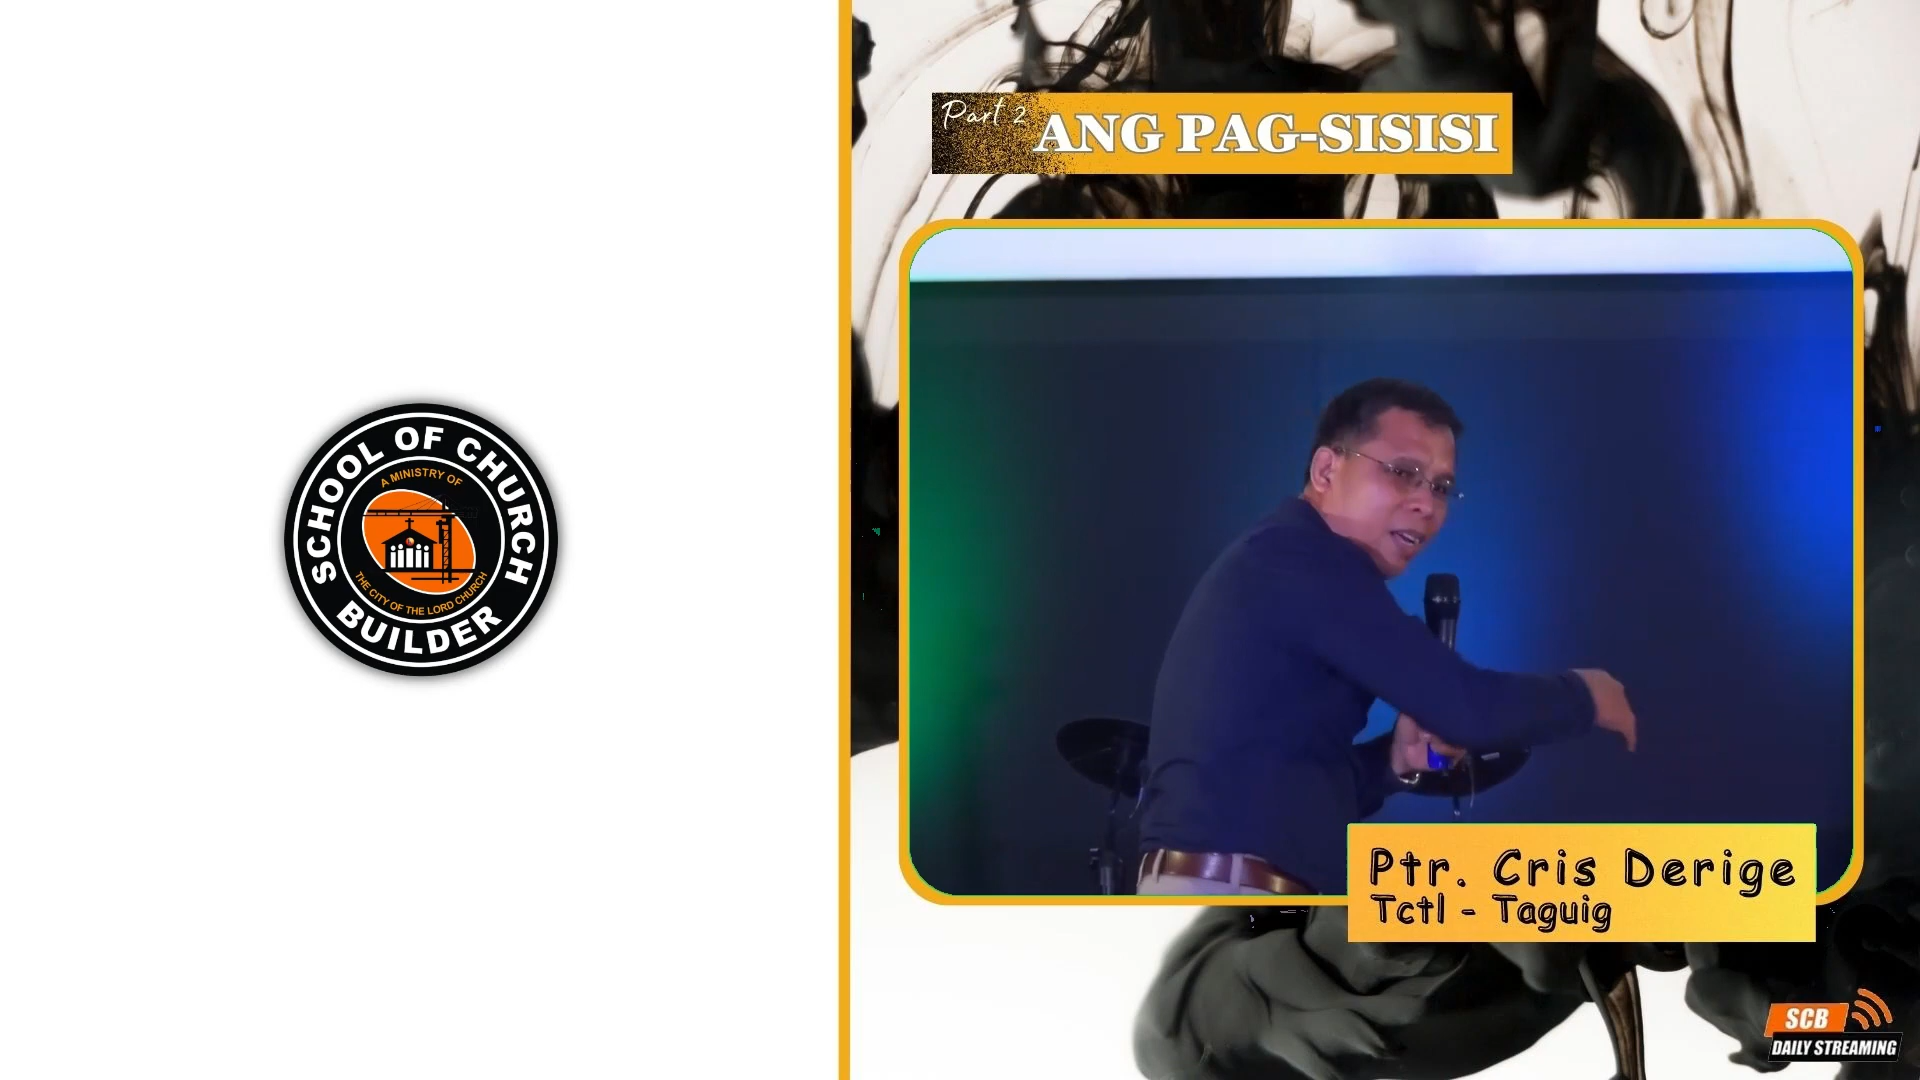 SCHOOL OF CHURCH
A MINISTRY OF
THE CITY OF THE LORD CHURCH
BUILDER
Part 2
ANG PAG-SISISI
Ptr. Cris Derige
Tctl - Taguig
SCB
DAILY STREAMING